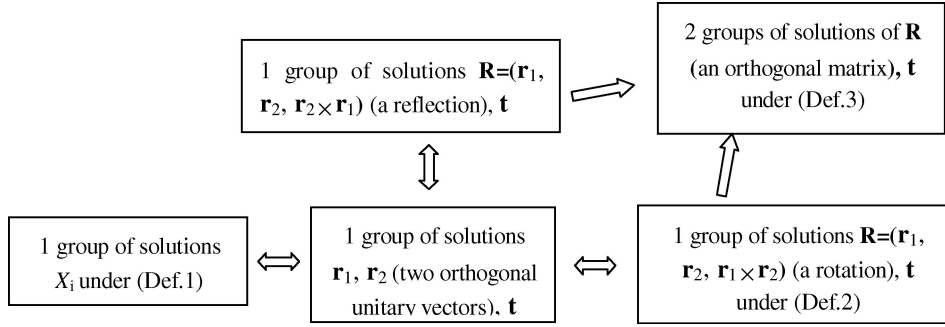 1 group of solutions R=(r1,
r2, r2×r1) (a reflection), t
2 groups of solutions of R
(an orthogonal matrix), t
under (Def.3)
1 group of solutions
Xi under (Def.1)
1 group of solutions
r1, r2 (two orthogonal
unitary vectors), t
1 group of solutions R=(r1,
r2, r1×r2) (a rotation), t
under (Def.2)